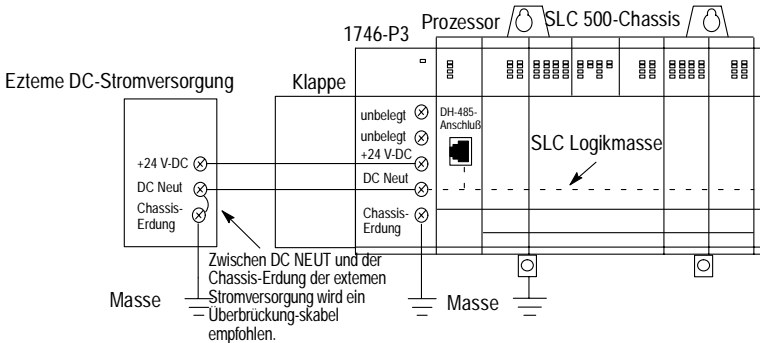 Prozessor
SLC 500-Chassis
1746-P3
Ezteme DC-Stromversorgung
Klappe
unbelegt
unbelegt
+24 V-DC
DC Neut
Chassis-
Erdung
DH-485-
Anschluß
SLC Logikmasse
+24 V-DC
DC Neut
Chassis-
Erdung
Zwischen DC NEUT und der
Chassis-Erdung der extemen
Stromversorgung wird ein
Überbrückung-skabel
empfohlen.
Masse
Masse